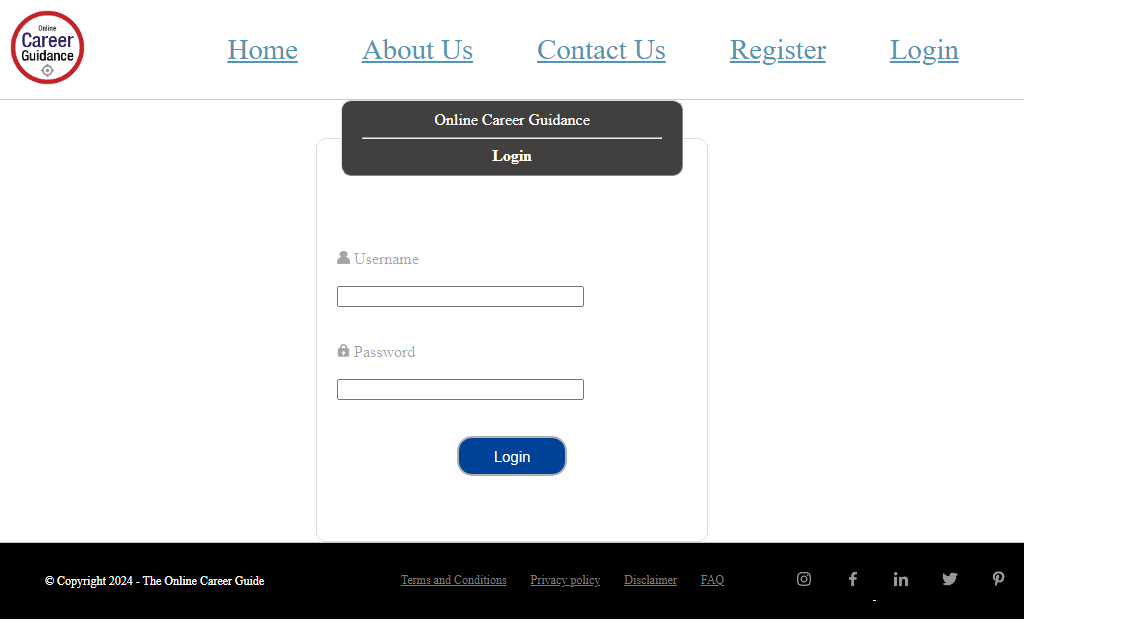 Online
Career
Guidance
Home About Us Contact Us Register Login
Online Career Guidance
Login
Username
Password
Login
© Copyright 2024 - The Online Career Guide Terms and Conditions Privacy policy Disclaimer FAQ